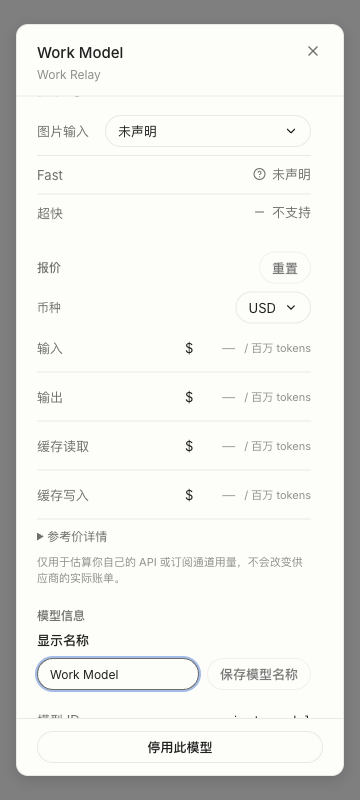 Work Model
Work Relay
图片输入 未声明
Fast 未声明
超快 — 不支持
报价 重置
币种 USD
输入 $ — / 百万 tokens
输出 $ — / 百万 tokens
缓存读取 $ — / 百万 tokens
缓存写入 $ — / 百万 tokens
参考价详情
仅用于估算你自己的 API 或订阅通道用量，不会改变供
应商的实际账单。
模型信息
显示名称
Work Model 保存模型名称
模型 ID
停用此模型